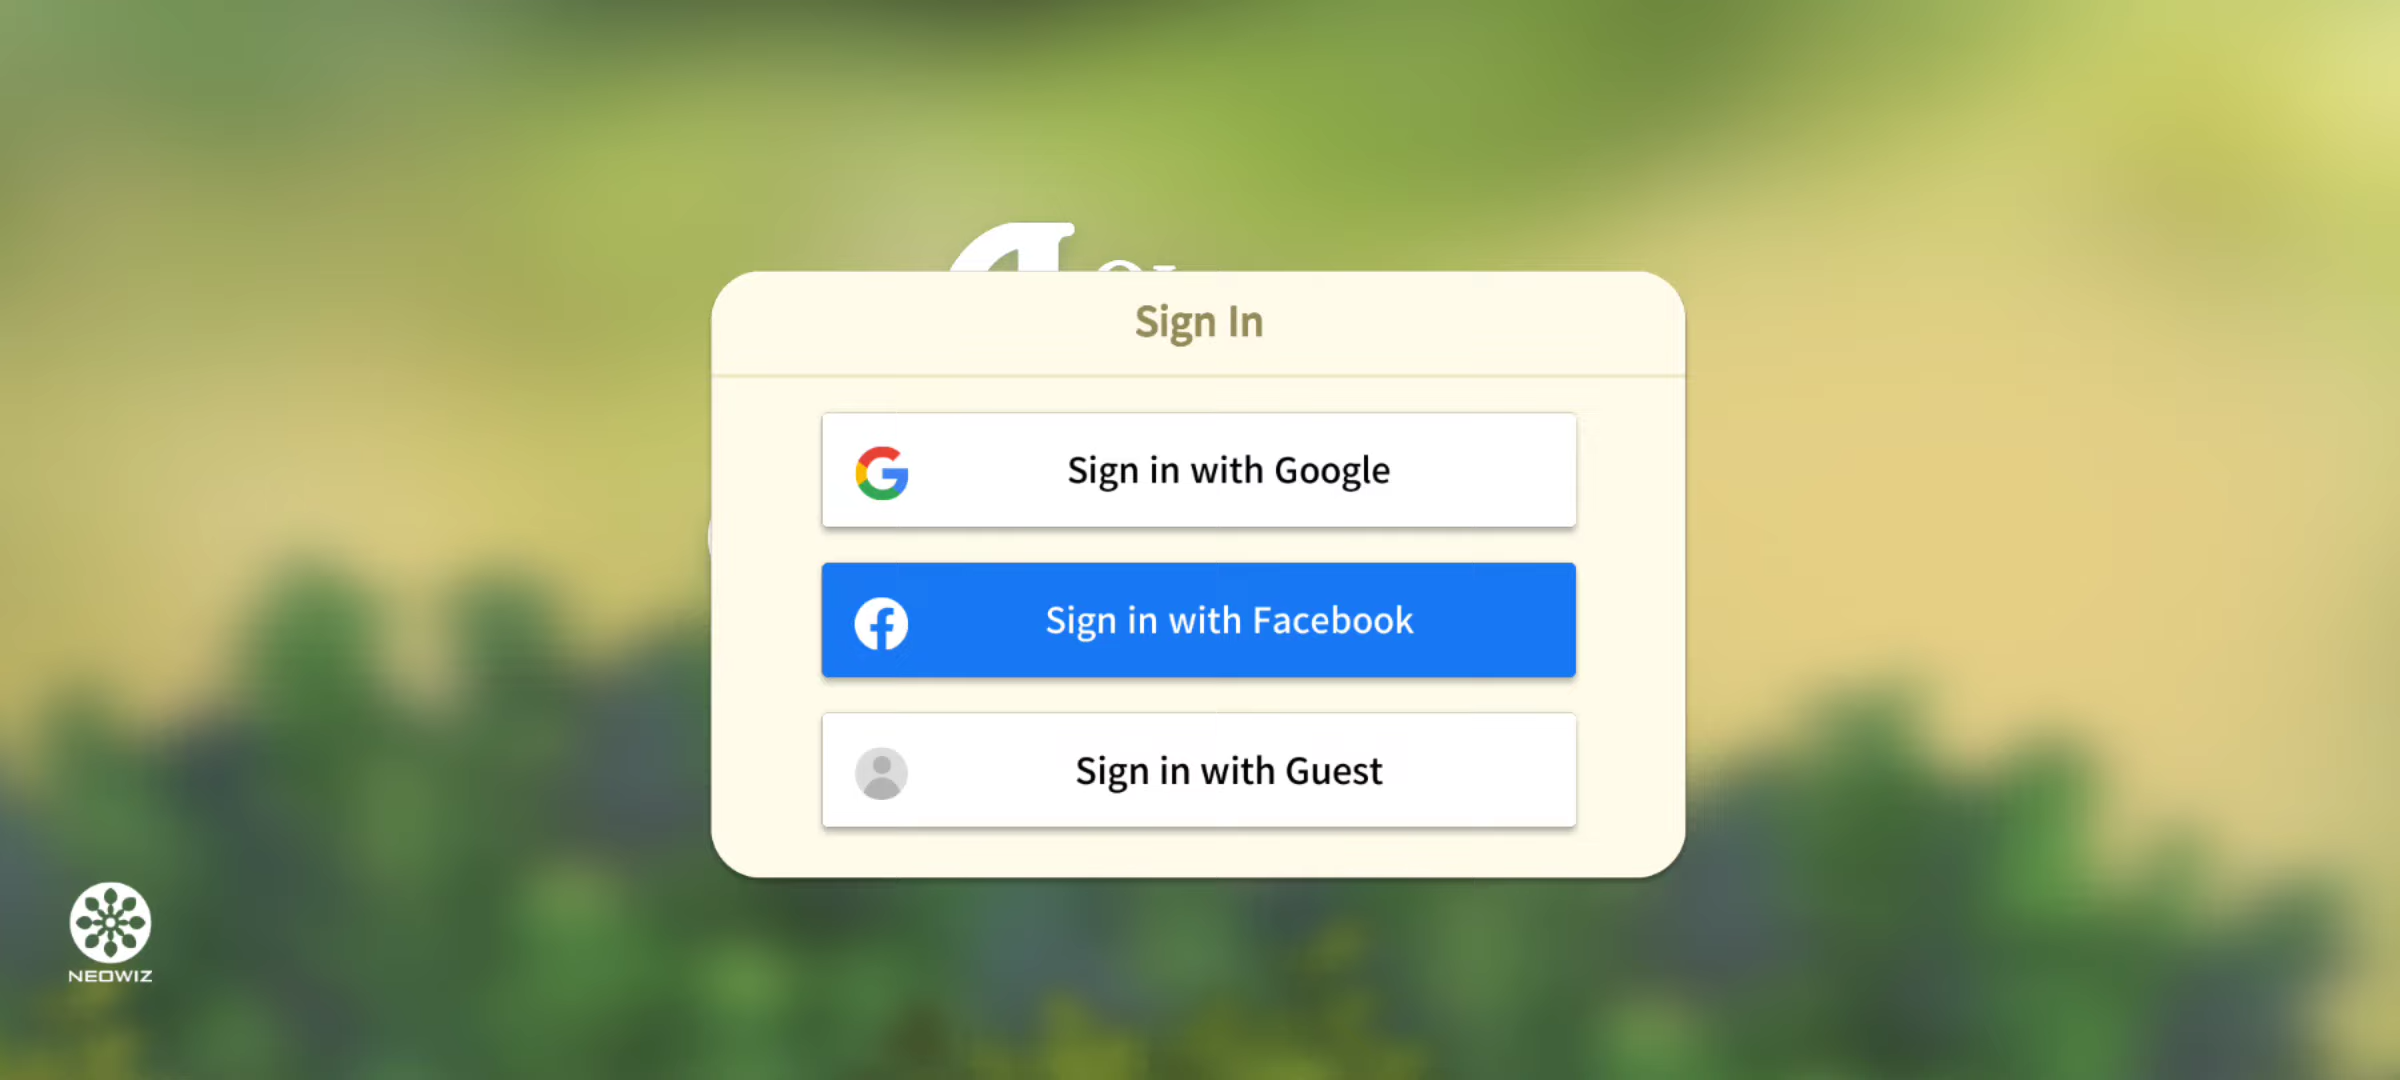 Sign In
Sign in with Google
Sign in with Facebook
Sign in with Guest
NEOWIZ